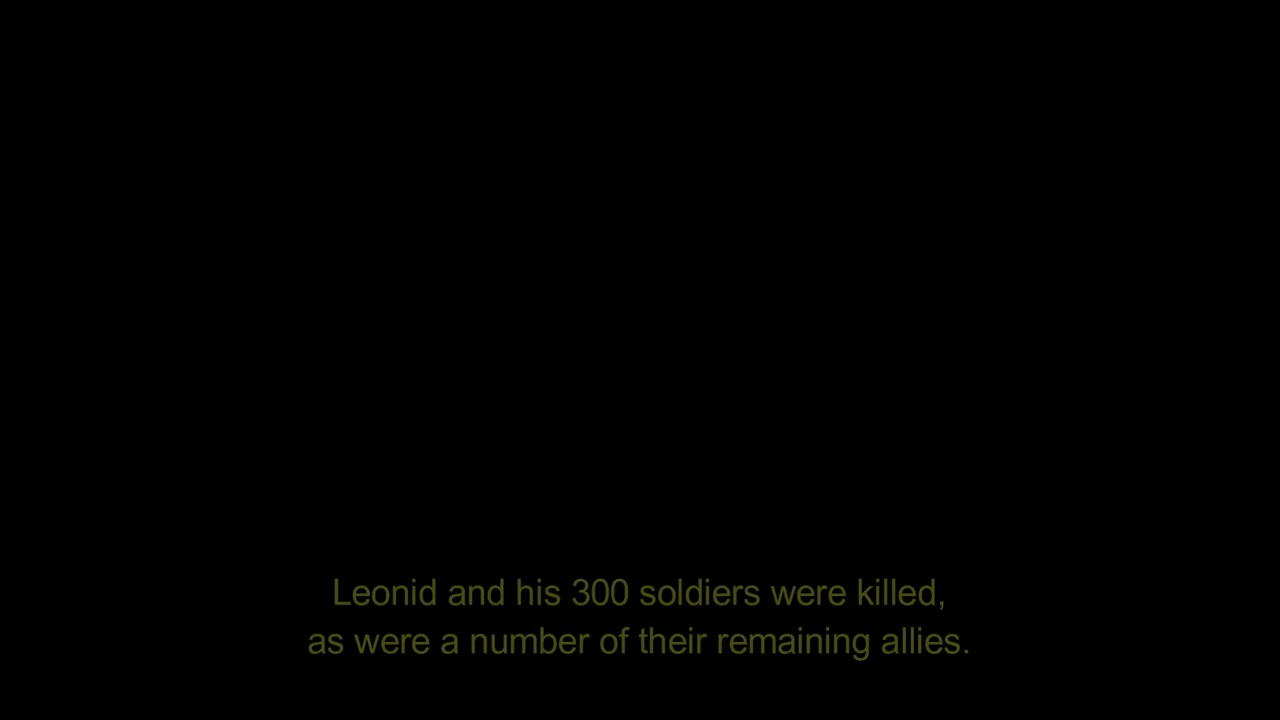 Leonid and his 300 soldiers were killed,
as were a number of their remaining allies.